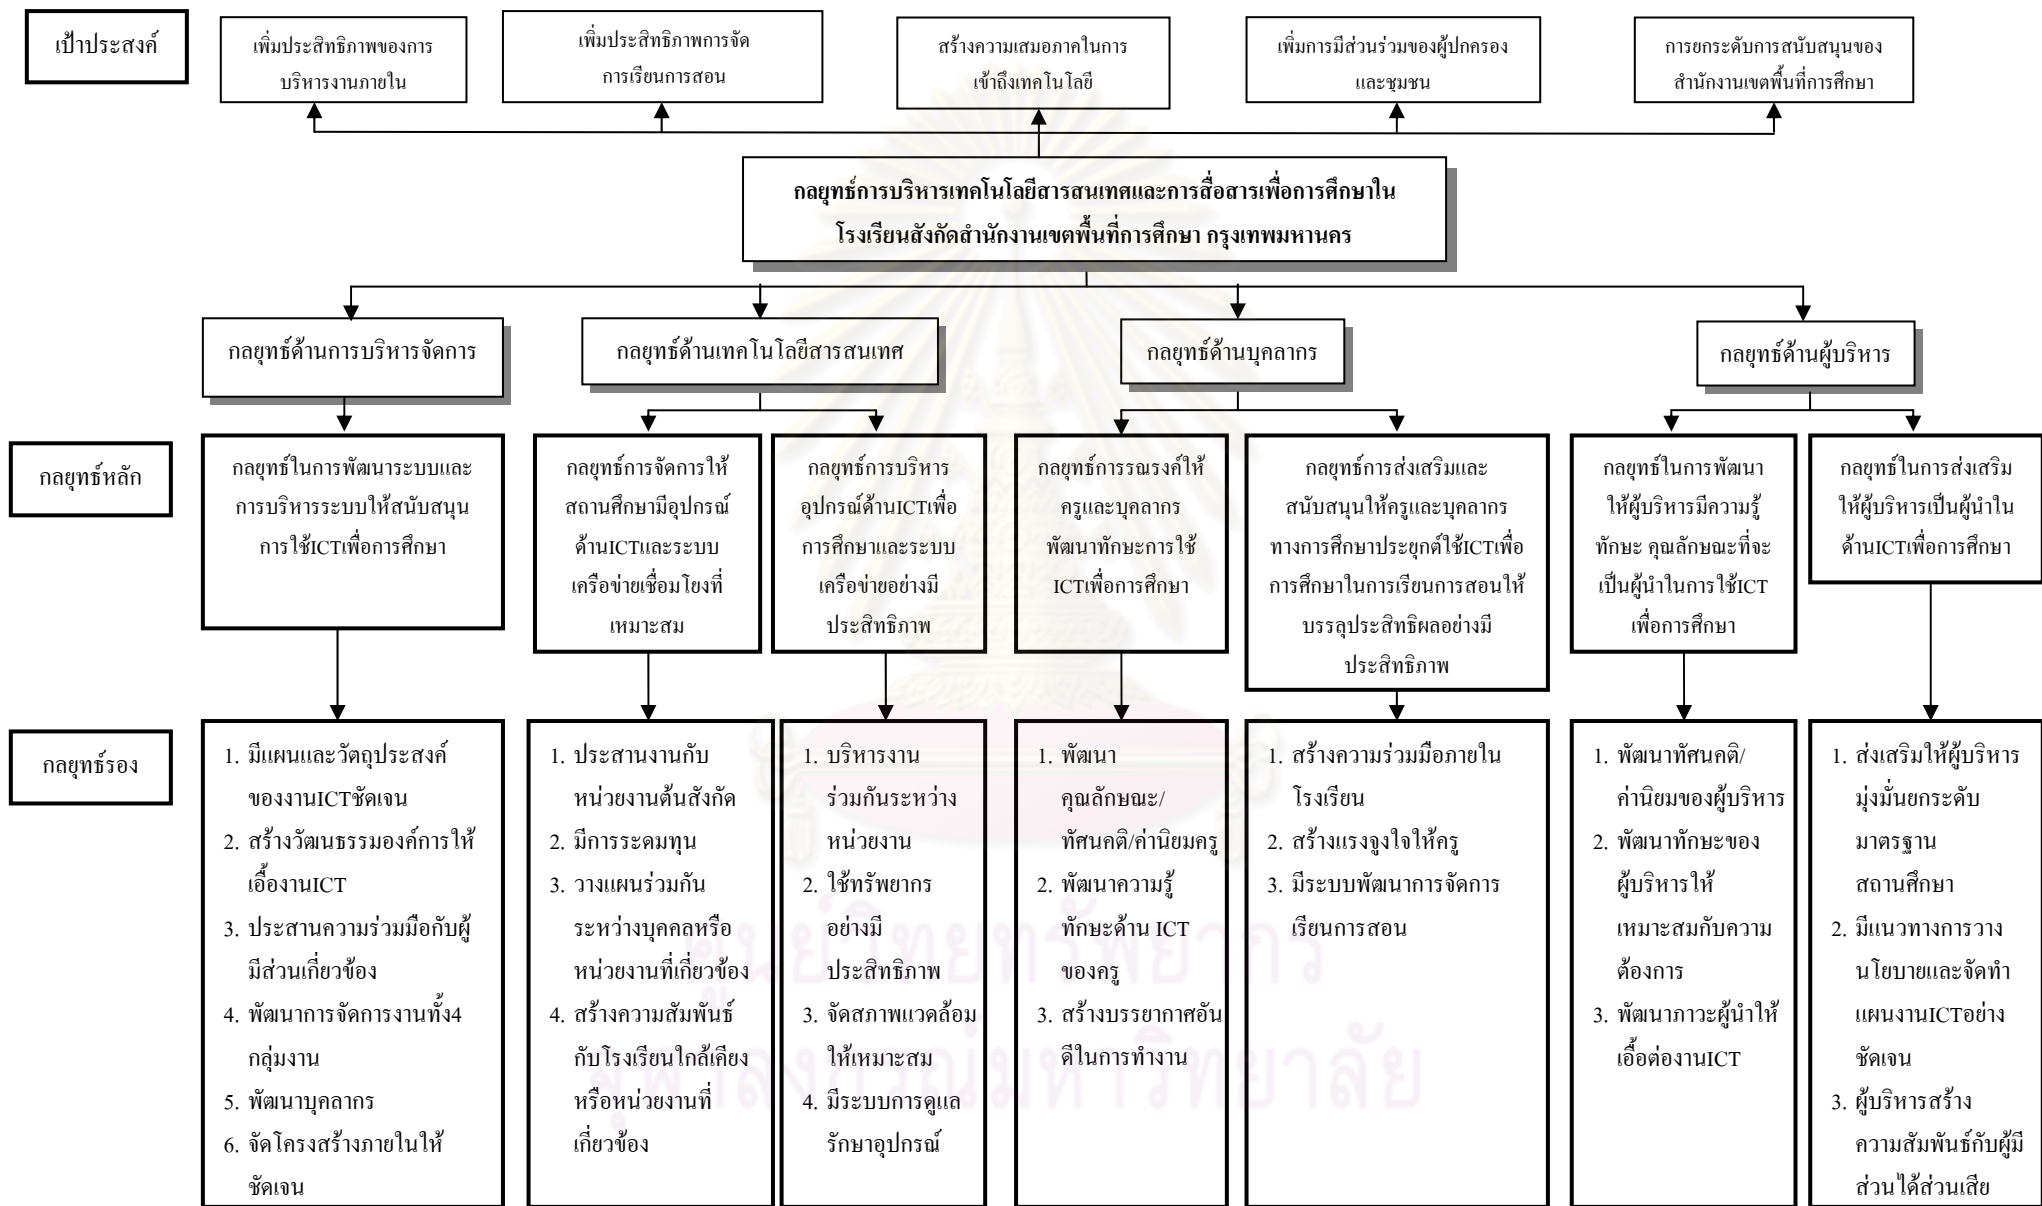 เป้าประสงค์
เพิ่มประสิทธิภาพของการ
บริหารงานภายใน
เพิ่มประสิทธิภาพการจัด
การเรียนการสอน
สร้างความเสมอภาคในการ
เข้าถึงเทคโนโลยี
เพิ่มการมีส่วนร่วมของผู้ปกครอง
และชุมชน
การยกระดับการสนับสนุนของ
สำนักงานเขตพื้นที่การศึกษา
กลยุทธ์การบริหารเทคโนโลยีสารสนเทศและการสื่อสารเพื่อการศึกษาใน
โรงเรียนสังกัดสำนักงานเขตพื้นที่การศึกษา กรุงเทพมหานคร
กลยุทธ์ด้านการบริหารจัดการ
กลยุทธ์ด้านเทคโนโลยีสารสนเทศ
กลยุทธ์ด้านบุคลากร
กลยุทธ์ด้านผู้บริหาร
กลยุทธ์หลัก
กลยุทธ์ในการพัฒนาระบบและ
การบริหารระบบให้สนับสนุน
การใช้ICTเพื่อการศึกษา
กลยุทธ์การจัดการให้
สถานศึกษามีอุปกรณ์
ด้านICTและระบบ
เครือข่ายเชื่อมโยงที่
เหมาะสม
กลยุทธ์การบริหาร
อุปกรณ์ด้านICTเพื่อ
การศึกษาและระบบ
เครือข่ายอย่างมี
ประสิทธิภาพ
กลยุทธ์การรณรงค์ให้
ครูและบุคลากร
พัฒนาทักษะการใช้
ICTเพื่อการศึกษา
กลยุทธ์การส่งเสริมและ
สนับสนุนให้ครูและบุคลากร
ทางการศึกษาประยุกต์ใช้ICTเพื่อ
การศึกษาในการเรียนการสอนให้
บรรลุประสิทธิผลอย่างมี
ประสิทธิภาพ
กลยุทธ์ในการพัฒนา
ให้ผู้บริหารมีความรู้
ทักษะ คุณลักษณะที่จะ
เป็นผู้นำในการใช้ICT
เพื่อการศึกษา
กลยุทธ์ในการส่งเสริม
ให้ผู้บริหารเป็นผู้นำใน
ด้านICTเพื่อการศึกษา
กลยุทธ์รอง
1. มีแผนและวัตถุประสงค์
ของงานICTชัดเจน
2. สร้างวัฒนธรรมองค์การให้
เอื้องานICT
3. ประสานความร่วมมือกับผู้
มีส่วนเกี่ยวข้อง
4. พัฒนาการจัดการงานทั้ง4
กลุ่มงาน
5. พัฒนาบุคลากร
6. จัดโครงสร้างภายในให้
ชัดเจน
1. ประสานงานกับ
หน่วยงานต้นสังกัด
2. มีการระดมทุน
3. วางแผนร่วมกัน
ระหว่างบุคคลหรือ
หน่วยงานที่เกี่ยวข้อง
4. สร้างความสัมพันธ์
กับโรงเรียนใกล้เคียง
หรือหน่วยงานที่
เกี่ยวข้อง
1. บริหารงาน
ร่วมกันระหว่าง
หน่วยงาน
2. ใช้ทรัพยากร
อย่างมี
ประสิทธิภาพ
3. จัดสภาพแวดล้อม
ให้เหมาะสม
4. มีระบบการดูแล
รักษาอุปกรณ์
1. พัฒนา
คุณลักษณะ/
ทัศนคติ/ค่านิยมครู
2. พัฒนาความรู้
ทักษะด้าน ICT
ของครู
3. สร้างบรรยากาศอัน
ดีในการทำงาน
1. สร้างความร่วมมือภายใน
โรงเรียน
2. สร้างแรงจูงใจให้ครู
3. มีระบบพัฒนาการจัดการ
เรียนการสอน
1. พัฒนาทัศนคติ/
ค่านิยมของผู้บริหาร
2. พัฒนาทักษะของ
ผู้บริหารให้
เหมาะสมกับความ
ต้องการ
3. พัฒนาภาวะผู้นำให้
เอื้อต่องานICT
1. ส่งเสริมให้ผู้บริหาร
มุ่งมั่นยกระดับ
มาตรฐาน
สถานศึกษา
2. มีแนวทางการวาง
นโยบายและจัดทำ
แผนงานICTอย่าง
ชัดเจน
3. ผู้บริหารสร้าง
ความสัมพันธ์กับผู้มี
ส่วนได้ส่วนเสีย
ศูนย์วิทยทรัพยากร
จุฬาลงกรณ์มหาวิทยาลัย